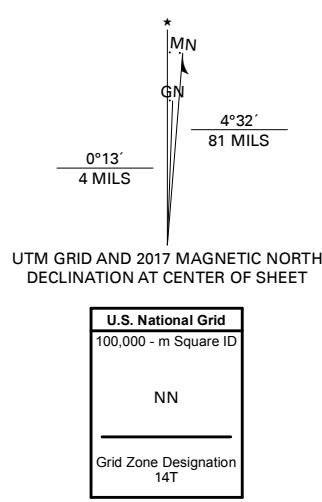 ★
MN
GN
4°32´
81 MILS
0°13´
4 MILS
UTM GRID AND 2017 MAGNETIC NORTH
DECLINATION AT CENTER OF SHEET
U.S. National Grid
100,000 - m Square ID
NN
Grid Zone Designation
14T